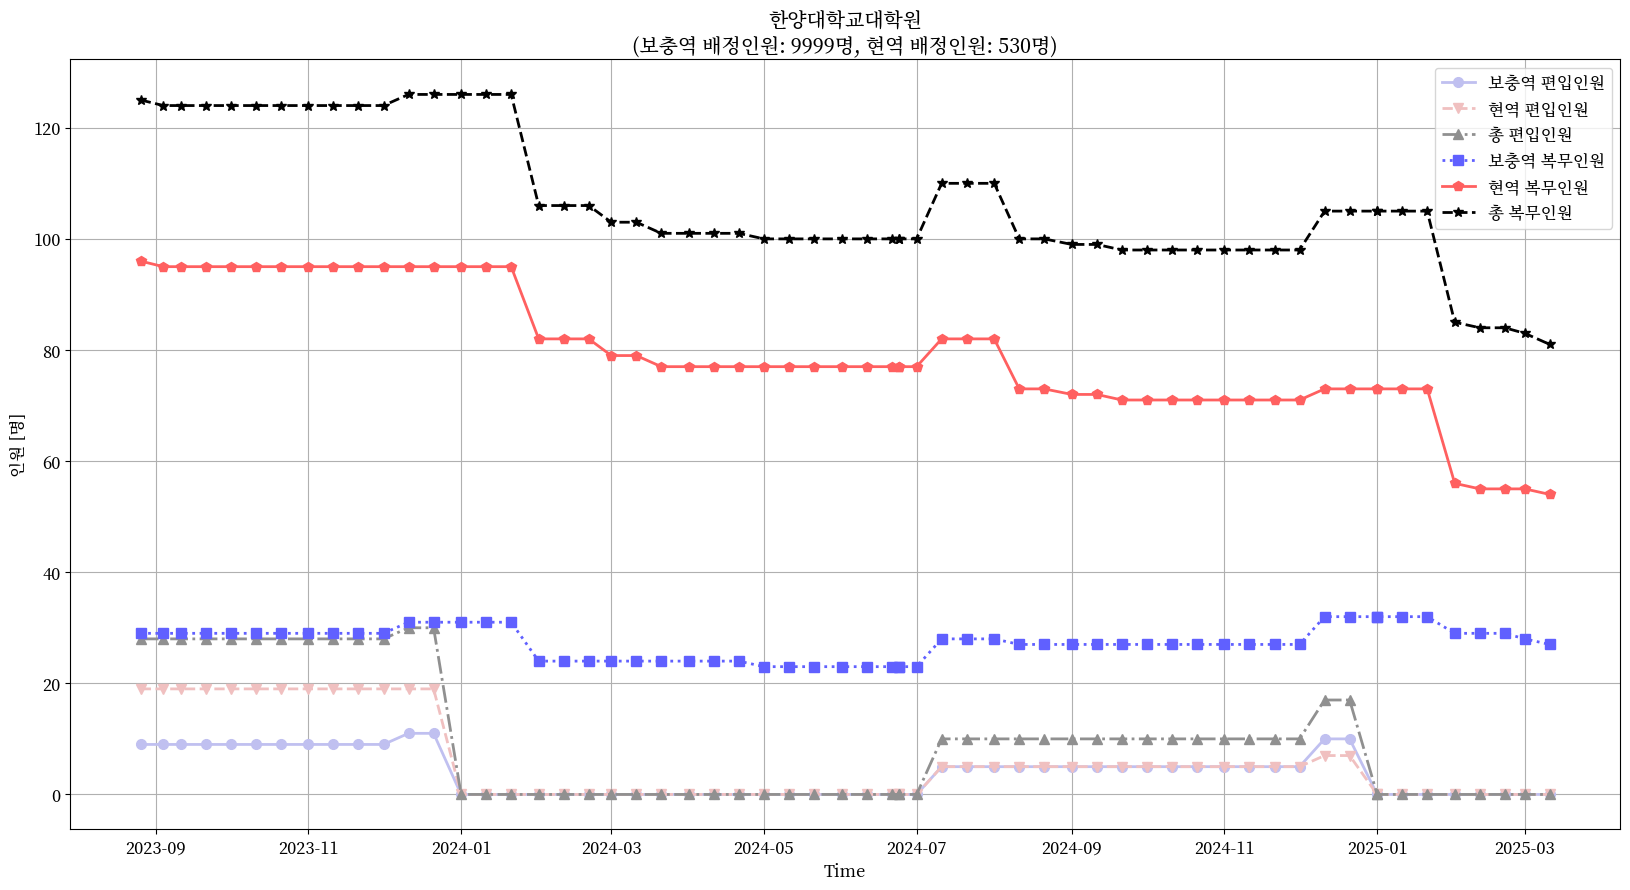 한양대학교대학원
(보충역 배정인원: 9999명, 현역 배정인원: 530명)
보충역 편입인원
현역 편입인원
총 편입인원
보충역 복무인원
현역 복무인원
총 복무인원
인원 [명]
120
100
80
60
40
20
0
2023-09
2023-11
2024-01
2024-03
2024-05
2024-07
2024-09
2024-11
2025-01
2025-03
Time